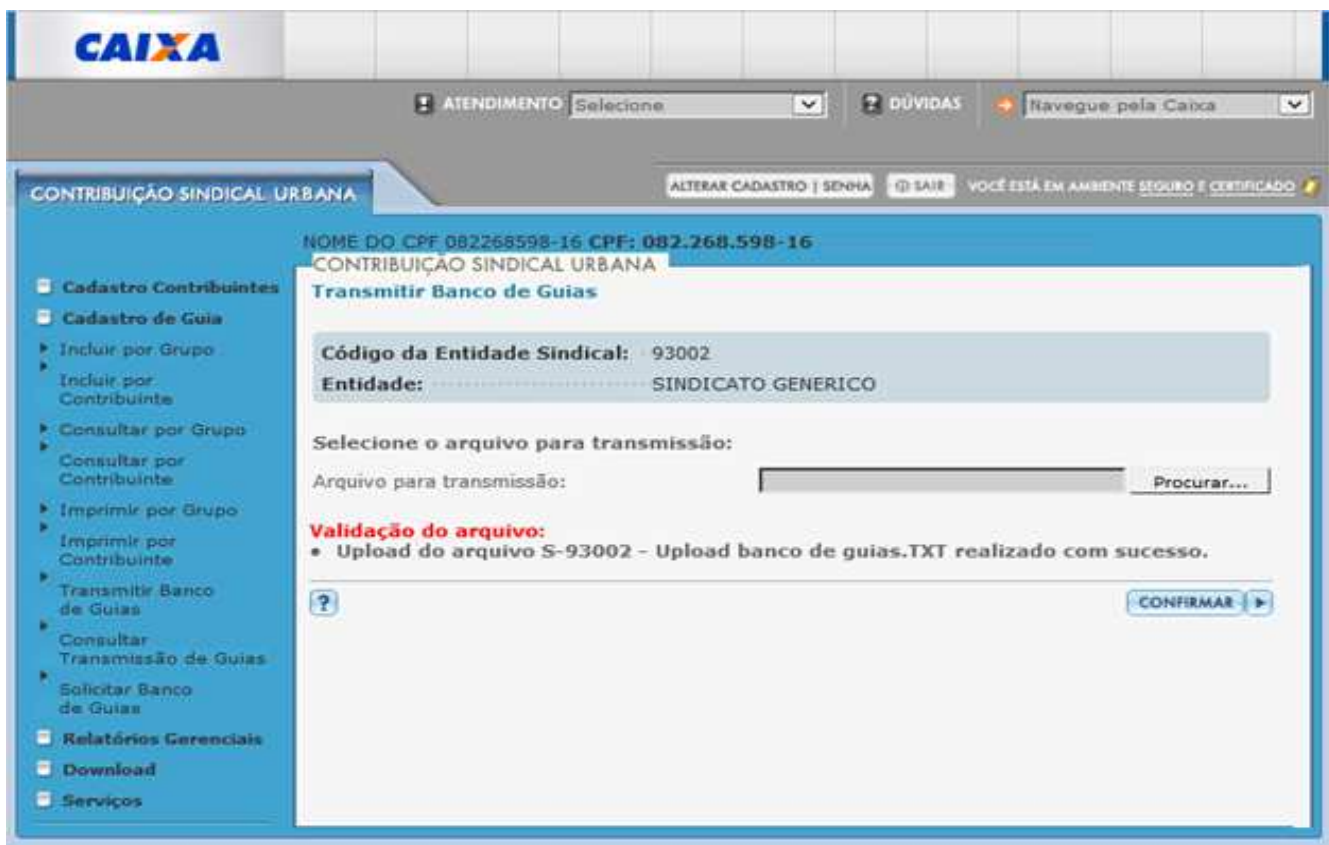 CAIXA
ATENDIMENTO Selecione DÚVIDAS Navegue pela Caixa
CONTRIBUIÇÃO SINDICAL URBANA
ALTERAR CADASTRO | SENHA SAIR VOCÊ ESTÁ EM AMBIENTE SEGURO E CERTIFICADO
NOME DO CPF 082268598-16 CPF: 082.268.598-16
CONTRIBUIÇÃO SINDICAL URBANA
Transmitir Banco de Guias
Código da Entidade Sindical: 93002
Entidade: SINDICATO GENERICO
Selecione o arquivo para transmissão:
Arquivo para transmissão: Procurar...
Validação do arquivo:
• Upload do arquivo S-93002 - Upload banco de guias.TXT realizado com sucesso.
? CONFIRMAR
Cadastro Contribuintes
Cadastro de Guia
Incluir por Grupo
Incluir por
Contribuinte
Consultar por Grupo
Consultar por
Contribuinte
Imprimir por Grupo
Imprimir por
Contribuinte
Transmitir Banco
de Guias
Consultar
Transmissão de Guias
Solicitar Banco
de Guias
Relatórios Gerenciais
Download
Serviços